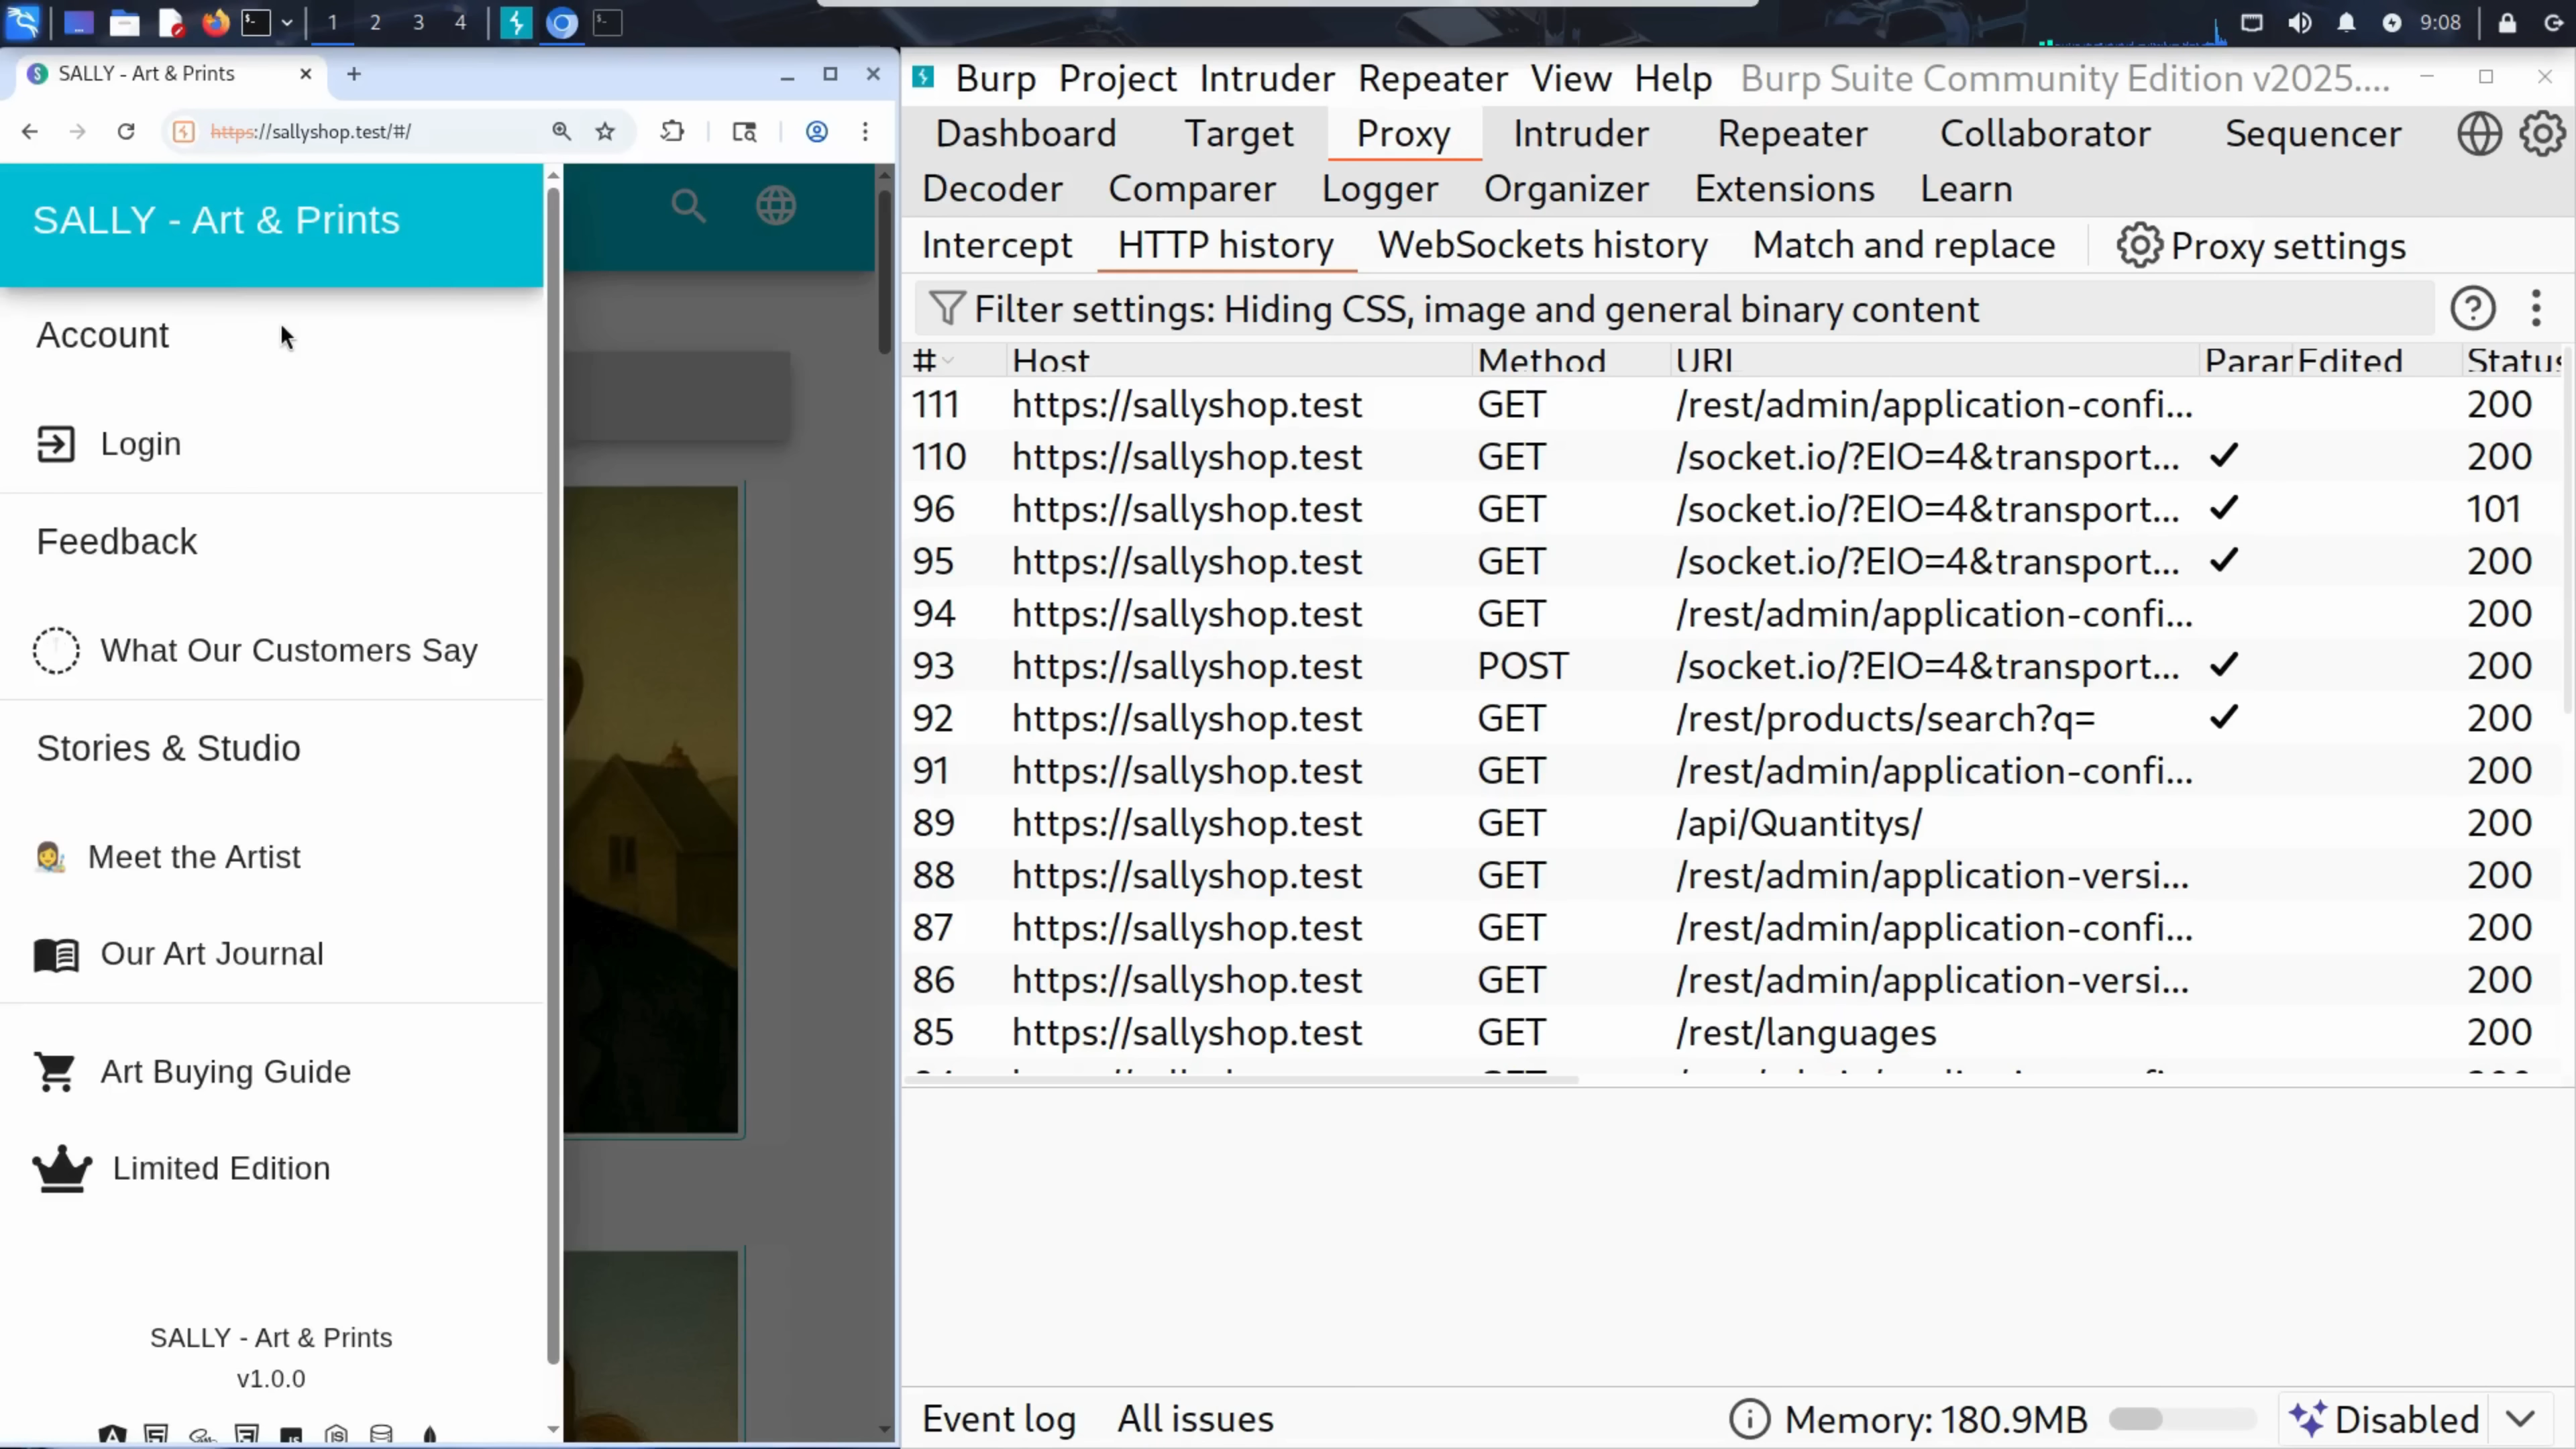 1 2 3 4 9:08
SALLY - Art & Prints
https://sallyshop.test/#/
SALLY - Art & Prints
Account
Login
Feedback
What Our Customers Say
Stories & Studio
Meet the Artist
Our Art Journal
Art Buying Guide
Limited Edition
SALLY - Art & Prints
v1.0.0
Burp Project Intruder Repeater View Help Burp Suite Community Edition v2025....
Dashboard Target Proxy Intruder Repeater Collaborator Sequencer
Decoder Comparer Logger Organizer Extensions Learn
Intercept HTTP history WebSockets history Match and replace Proxy settings
Filter settings: Hiding CSS, image and general binary content
# Host Method URL Edited
111 https://sallyshop.test GET /rest/admin/application-confi... 200
110 https://sallyshop.test GET /socket.io/?EIO=4&transport... ✓ 200
96 https://sallyshop.test GET /socket.io/?EIO=4&transport... ✓ 101
95 https://sallyshop.test GET /socket.io/?EIO=4&transport... ✓ 200
94 https://sallyshop.test GET /rest/admin/application-confi... 200
93 https://sallyshop.test POST /socket.io/?EIO=4&transport... ✓ 200
92 https://sallyshop.test GET /rest/products/search?q= ✓ 200
91 https://sallyshop.test GET /rest/admin/application-confi... 200
89 https://sallyshop.test GET /api/Quantitys/ 200
88 https://sallyshop.test GET /rest/admin/application-versi... 200
87 https://sallyshop.test GET /rest/admin/application-confi... 200
86 https://sallyshop.test GET /rest/admin/application-versi... 200
85 https://sallyshop.test GET /rest/languages 200
Event log All issues Memory: 180.9MB Disabled